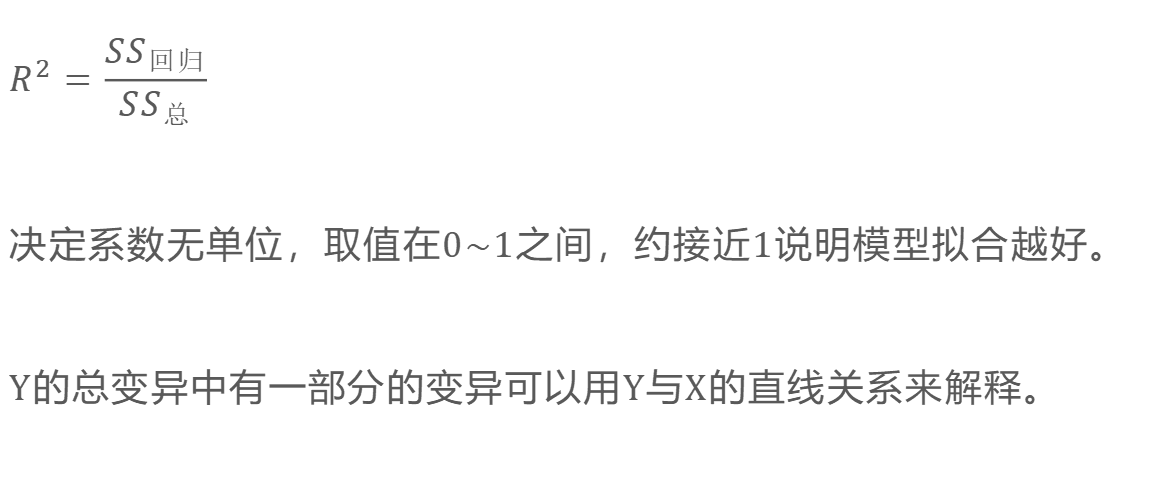 R² = SS回归 / SS总
决定系数无单位，取值在0~1之间，约接近1说明模型拟合越好。
Y的总变异中有一部分的变异可以用Y与X的直线关系来解释。